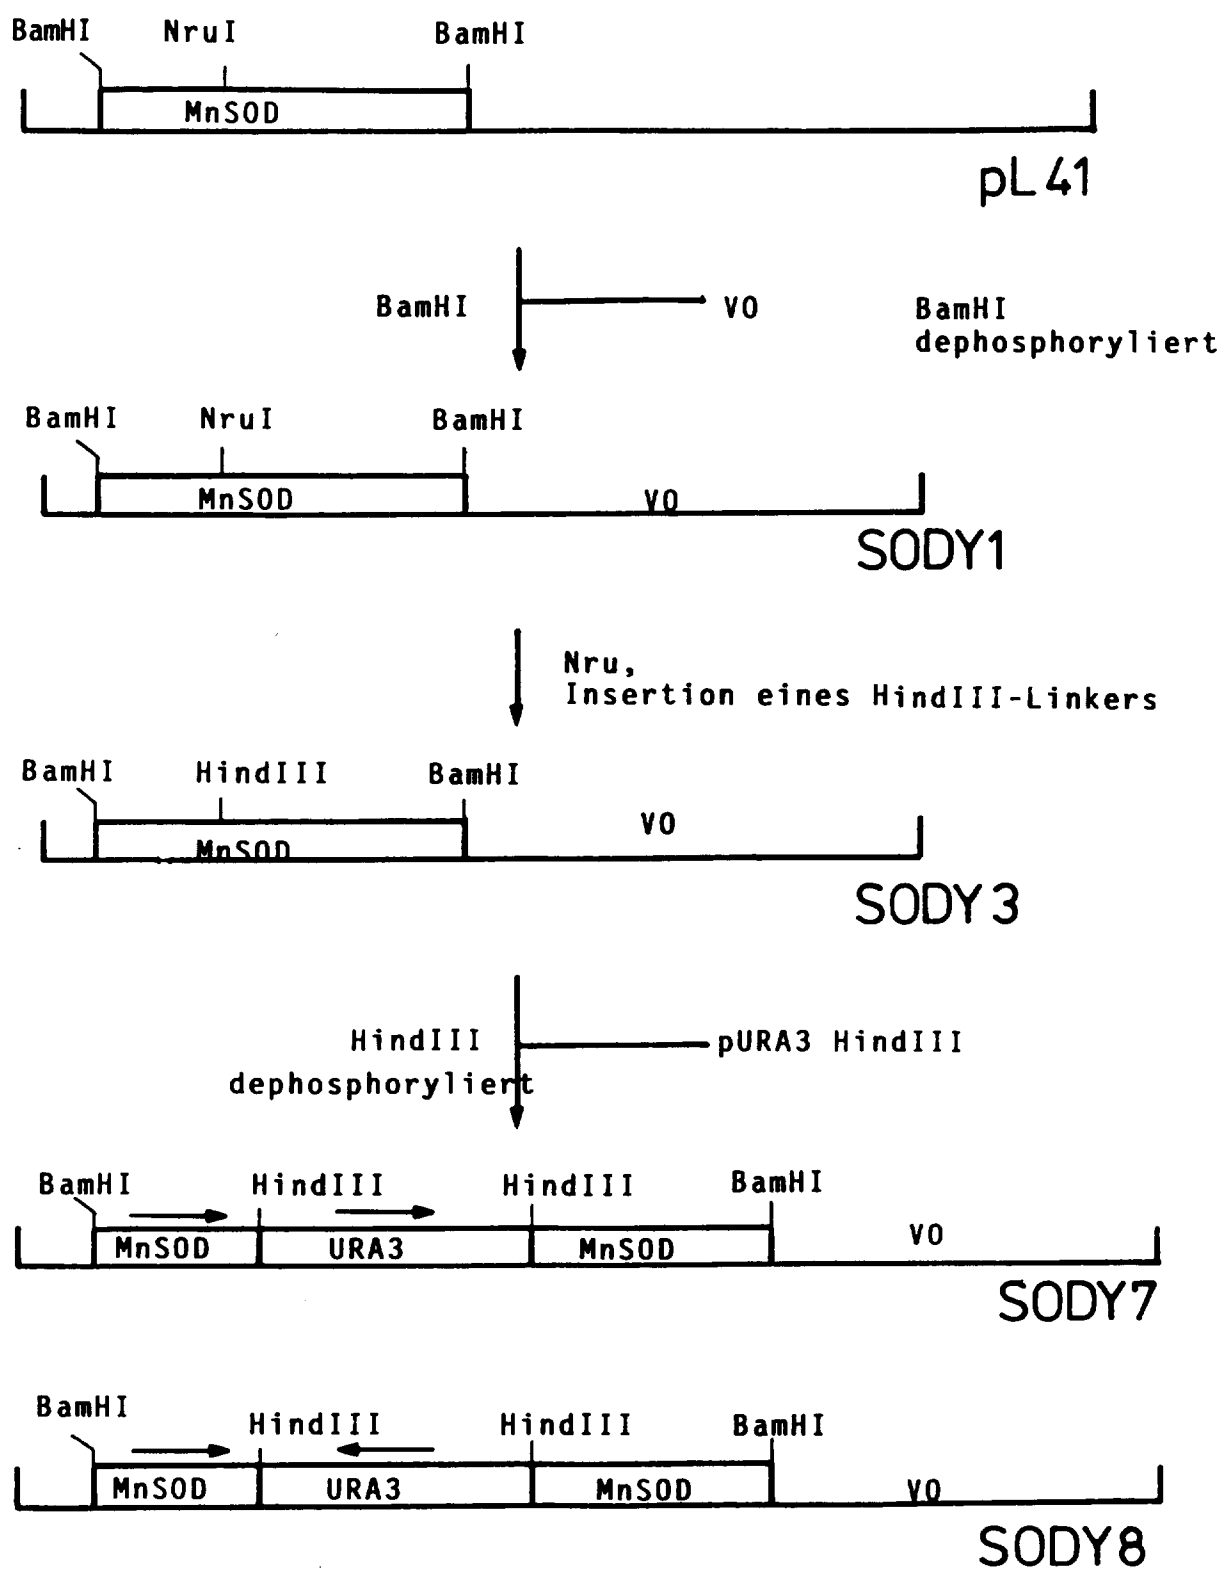 BamHI NruI BamHI
MnSOD
pL41
BamHI VO BamHI
dephosphoryliert
BamHI NruI BamHI
MnSOD VO
SODY1
Nru,
Insertion eines HindIII-Linkers
BamHI HindIII BamHI
MnSOD VO
SODY3
HindIII pURA3 HindIII
dephosphoryliert
BamHI HindIII HindIII BamHI
MnSOD URA3 MnSOD VO
SODY7
BamHI HindIII HindIII BamHI
MnSOD URA3 MnSOD VO
SODY8